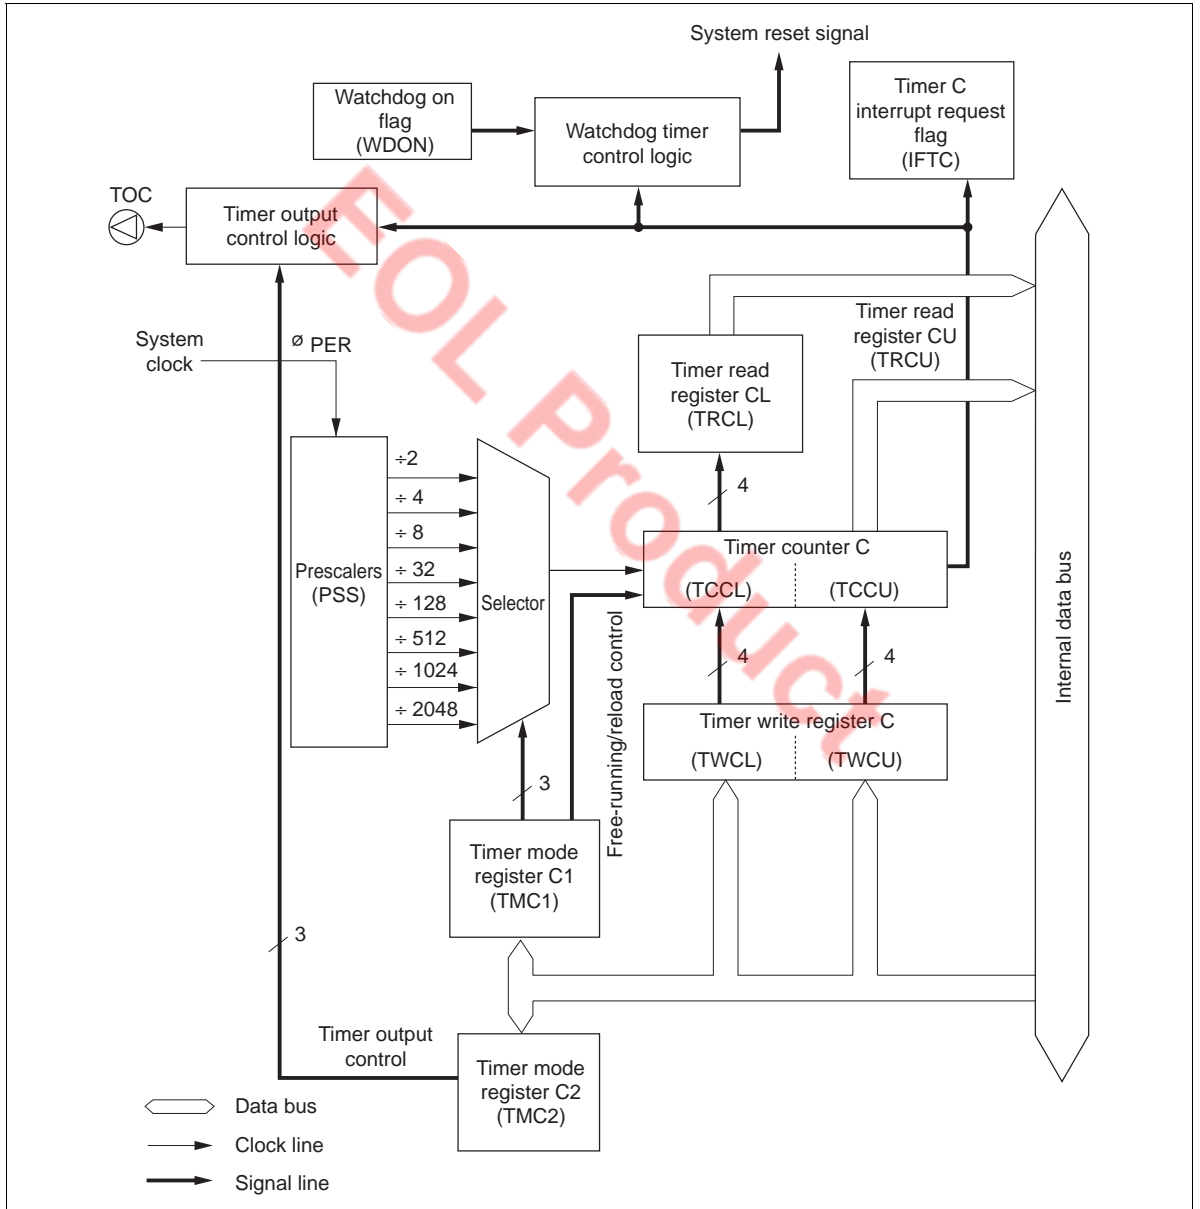 System reset signal
Watchdog on
flag
(WDON)
Watchdog timer
control logic
Timer C
interrupt request
flag
(IFTC)
TOC
Timer output
control logic
System
clock
ø PER
Timer read
register CU
(TRCU)
Timer read
register CL
(TRCL)
4
Prescalers
(PSS)
÷2
÷ 4
÷ 8
÷ 32
÷ 128
÷ 512
÷ 1024
÷ 2048
Selector
Timer counter C
(TCCL)
(TCCU)
Free-running/reload control
4
4
Timer write register C
(TWCL)
(TWCU)
Internal data bus
3
Timer mode
register C1
(TMC1)
3
Timer output
control
Timer mode
register C2
(TMC2)
Data bus
Clock line
Signal line
EOL Product